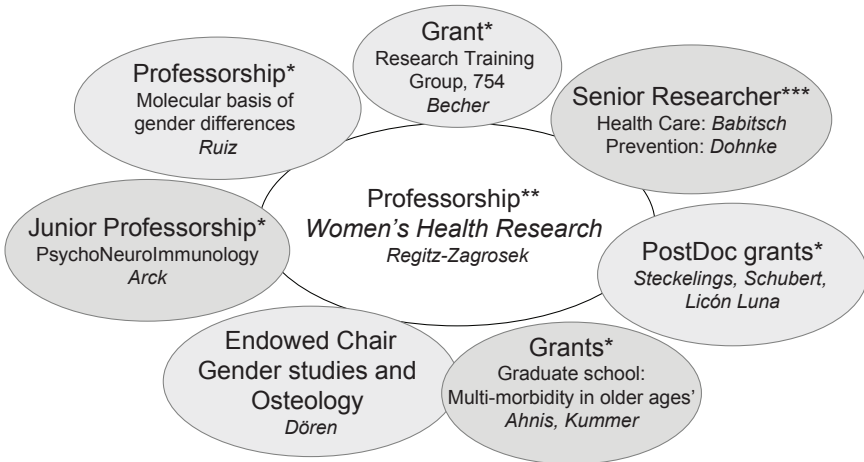 Grant*
Research Training
Group, 754
Becher
Professorship*
Molecular basis of
gender differences
Ruiz
Senior Researcher***
Health Care: Babitsch
Prevention: Dohnke
Professorship**
Women’s Health Research
Regitz-Zagrosek
Junior Professorship*
PsychoNeuroImmunology
Arck
PostDoc grants*
Steckelings, Schubert,
Licón Luna
Endowed Chair
Gender studies and
Osteology
Dören
Grants*
Graduate school:
Multi-morbidity in older ages’
Ahnis, Kummer